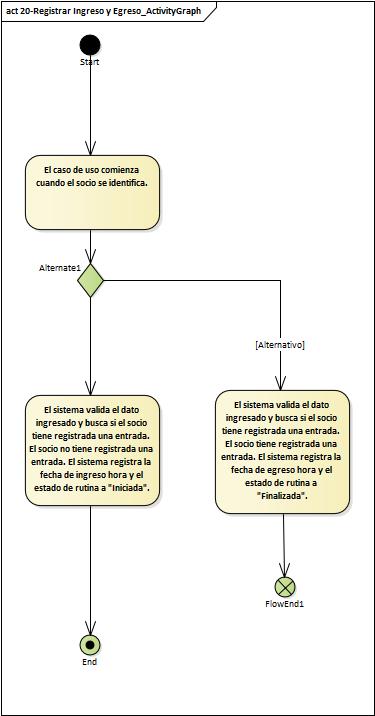 act 20-Registrar Ingreso y Egreso_ActivityGraph
Start
El caso de uso comienza
cuando el socio se identifica.
Alternate1
[Alternativo]
El sistema valida el dato
ingresado y busca si el socio
tiene registrada una entrada.
El socio no tiene registrada una
entrada. El sistema registra la
fecha de ingreso hora y el
estado de rutina a "Iniciada".
El sistema valida el dato
ingresado y busca si el socio
tiene registrada una entrada.
El socio tiene registrada una
entrada. El sistema registra la
fecha de egreso hora y el
estado de rutina a
"Finalizada".
FlowEnd1
End